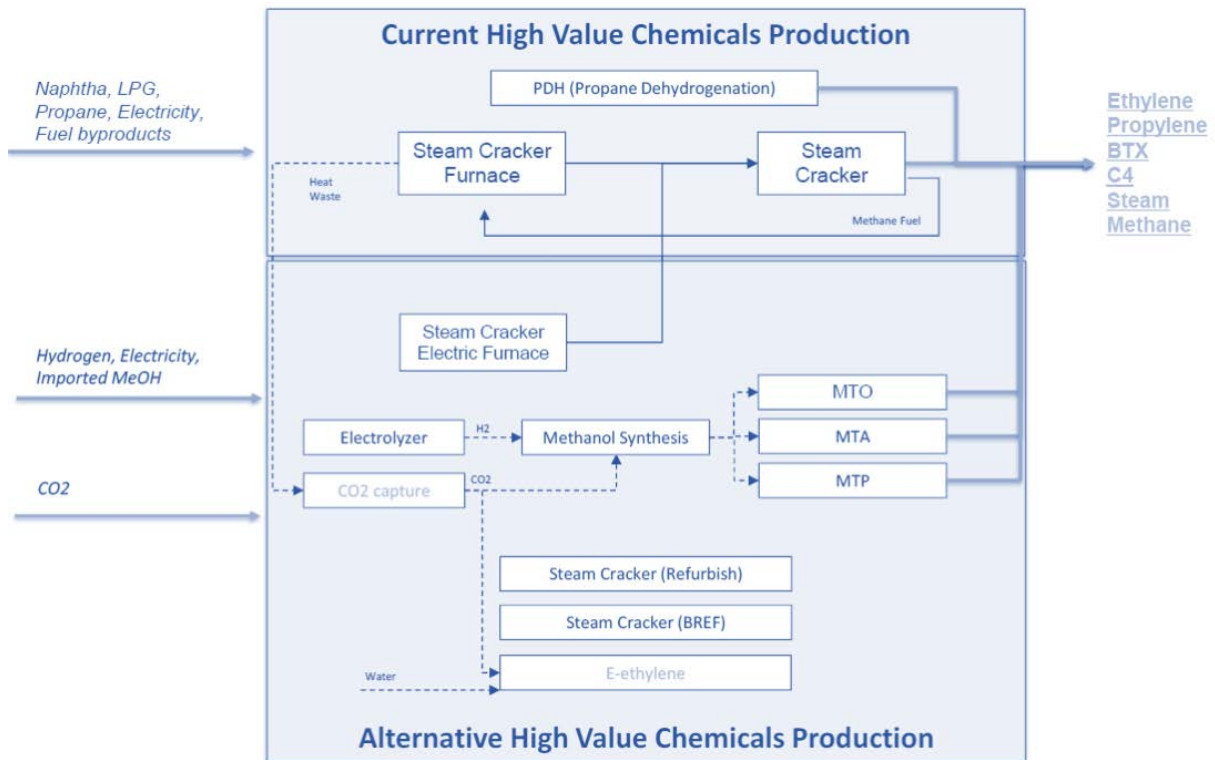 Current High Value Chemicals Production
Naphtha, LPG,
Propane, Electricity,
Fuel byproducts
PDH (Propane Dehydrogenation)
Steam Cracker
Furnace
Steam
Cracker
Heat
Waste
Methane Fuel
Ethylene
Propylene
BTX
C4
Steam
Methane
Steam Cracker
Electric Furnace
Hydrogen, Electricity,
Imported MeOH
Electrolyzer
H2
Methanol Synthesis
MTO
MTA
MTP
CO2
CO2 capture
CO2
Steam Cracker (Refurbish)
Steam Cracker (BREF)
E-ethylene
Water
Alternative High Value Chemicals Production